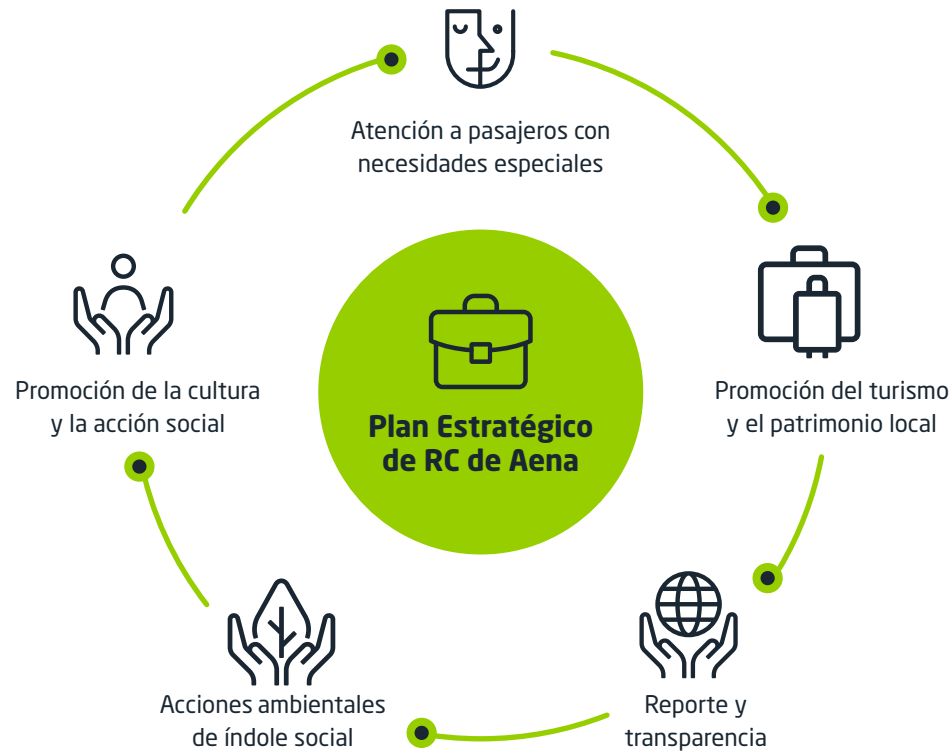 Atención a pasajeros con
necesidades especiales
Promoción de la cultura
y la acción social
Plan Estratégico
de RC de Aena
Promoción del turismo
y el patrimonio local
Acciones ambientales
de índole social
Reporte y
transparencia